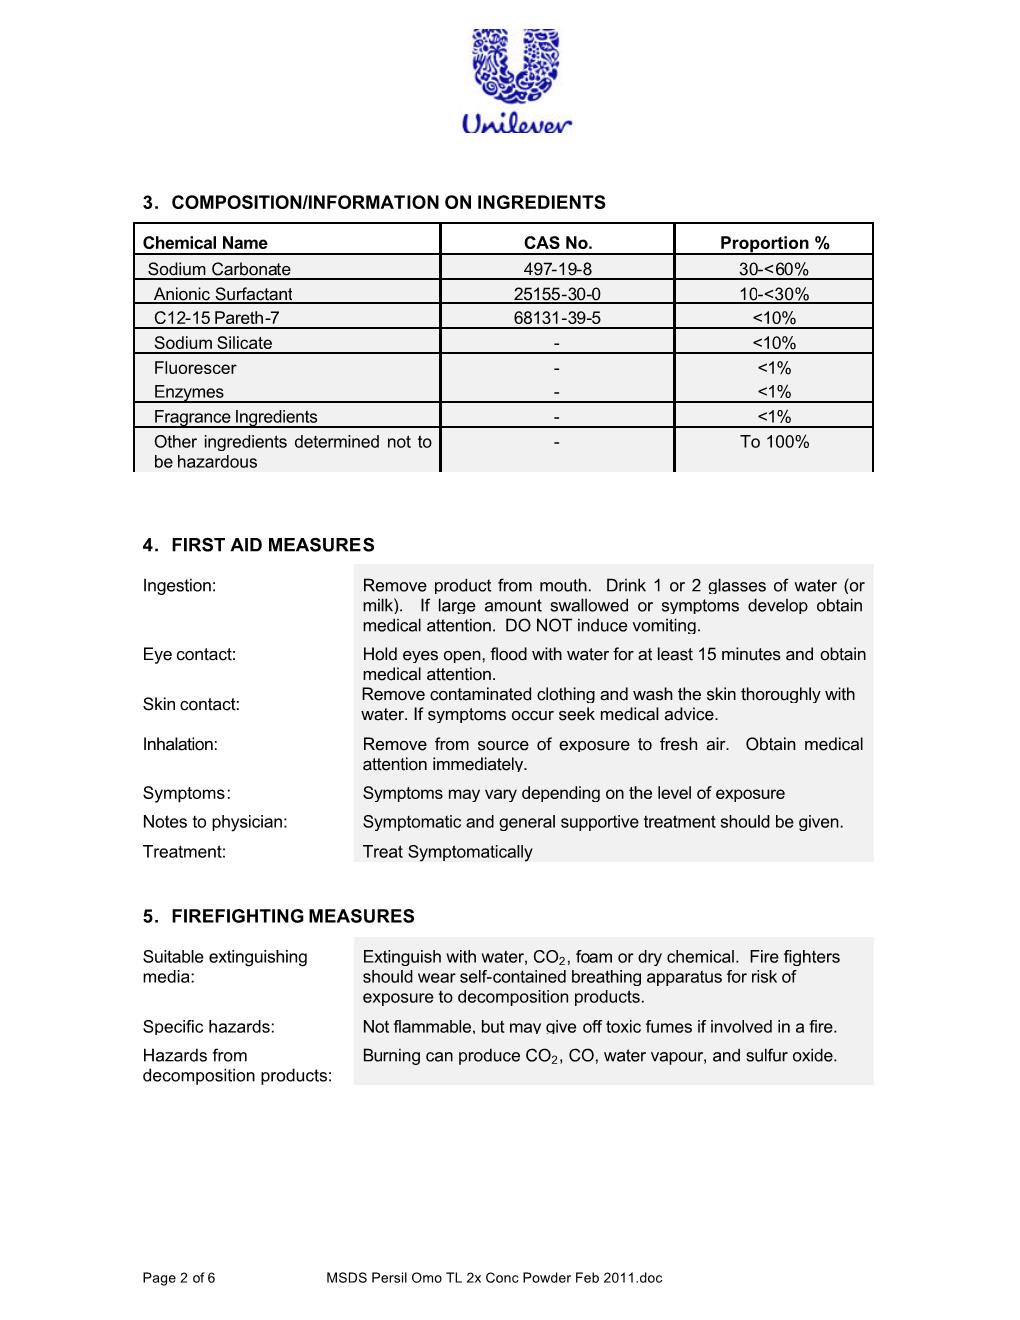 Unilever
3. COMPOSITION/INFORMATION ON INGREDIENTS
Chemical Name CAS No. Proportion %
Sodium Carbonate 497-19-8 30-<60%
Anionic Surfactant 25155-30-0 10-<30%
C12-15 Pareth-7 68131-39-5 <10%
Sodium Silicate - <10%
Fluorescer - <1%
Enzymes - <1%
Fragrance Ingredients - <1%
Other ingredients determined not to - To 100%
be hazardous
4. FIRST AID MEASURES
Ingestion: Remove product from mouth. Drink 1 or 2 glasses of water (or
milk). If large amount swallowed or symptoms develop obtain
medical attention. DO NOT induce vomiting.
Eye contact: Hold eyes open, flood with water for at least 15 minutes and obtain
medical attention.
Skin contact: Remove contaminated clothing and wash the skin thoroughly with
water. If symptoms occur seek medical advice.
Inhalation: Remove from source of exposure to fresh air. Obtain medical
attention immediately.
Symptoms: Symptoms may vary depending on the level of exposure
Notes to physician: Symptomatic and general supportive treatment should be given.
Treatment: Treat Symptomatically
5. FIREFIGHTING MEASURES
Suitable extinguishing Extinguish with water, CO2, foam or dry chemical. Fire fighters
media: should wear self-contained breathing apparatus for risk of
exposure to decomposition products.
Specific hazards: Not flammable, but may give off toxic fumes if involved in a fire.
Hazards from Burning can produce CO2, CO, water vapour, and sulfur oxide.
decomposition products:
Page 2 of 6 MSDS Persil Omo TL 2x Conc Powder Feb 2011.doc